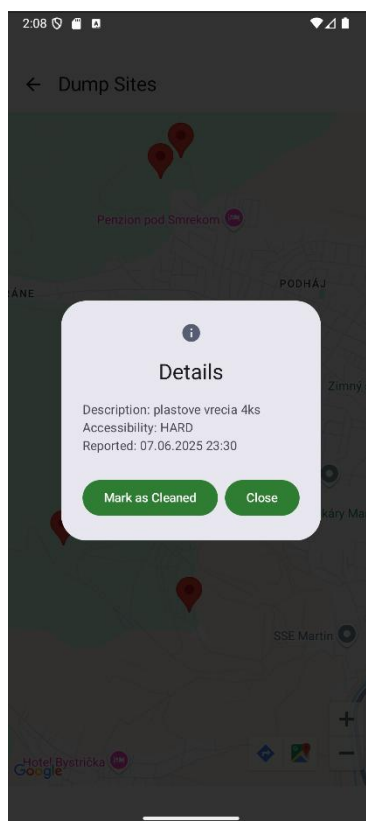 2:08
Dump Sites
Penzion pod Smrekom
PODHÁJ
ÁNE
Details
Zimný
Description: plastove vrecia 4ks
Accessibility: HARD
Reported: 07.06.2025 23:30
Mark as Cleaned
Close
káry Ma
SSE Martin
+
Hotel Bystrička
−
Google